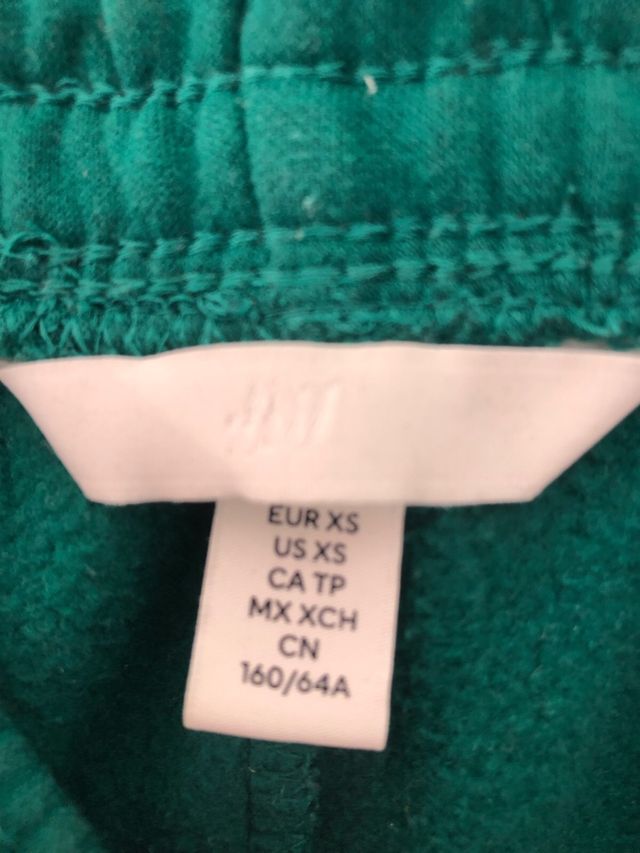 H&M
EUR XS
US XS
CA TP
MX XCH
CN
160/64A